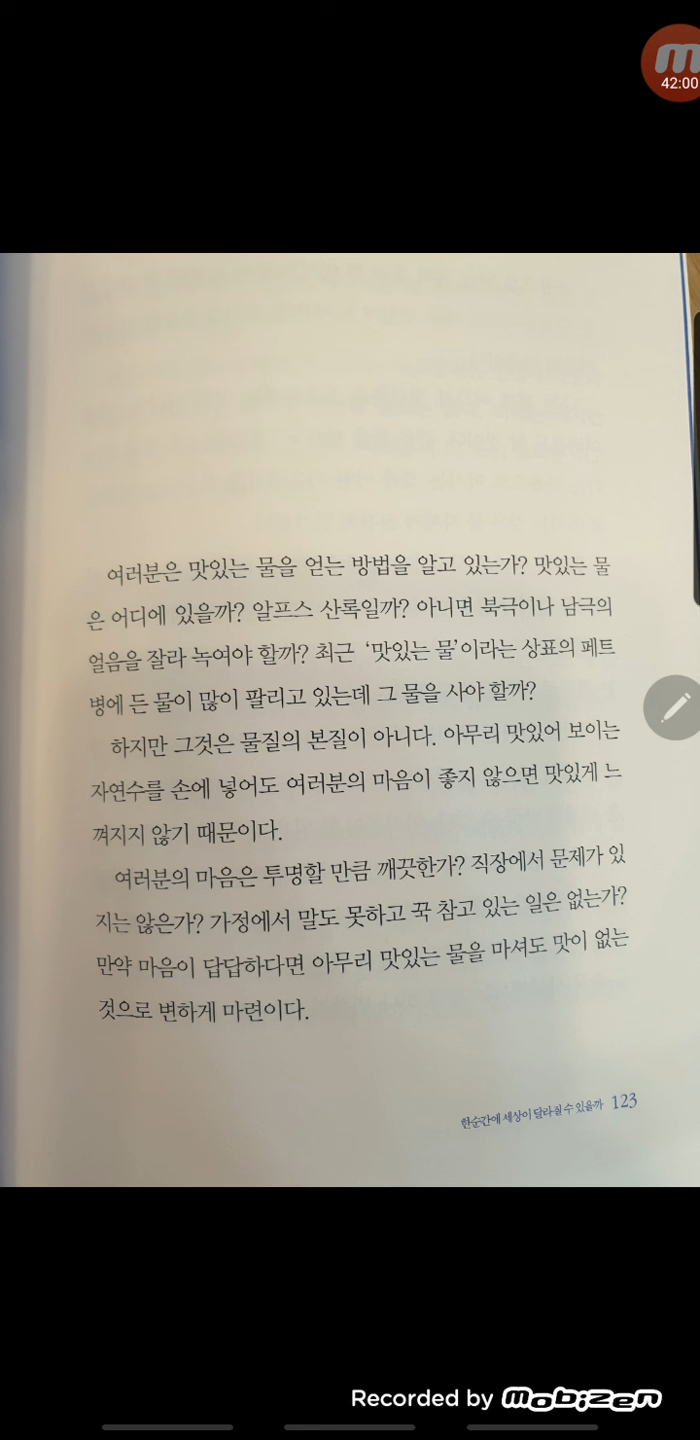 42:00
여러분은 맛있는 물을 얻는 방법을 알고 있는가? 맛있는 물
은 어디에 있을까? 알프스 산록일까? 아니면 북극이나 남극의
얼음을 잘라 녹여야 할까? 최근 ‘맛있는 물’이라는 상표의 페트
병에 든 물이 많이 팔리고 있는데 그 물을 사야 할까?
하지만 그것은 물질의 본질이 아니다. 아무리 맛있어 보이는
자연수를 손에 넣어도 여러분의 마음이 좋지 않으면 맛있게 느
껴지지 않기 때문이다.
여러분의 마음은 투명할 만큼 깨끗한가? 직장에서 문제가 있
지는 않은가? 가정에서 말도 못하고 꾹 참고 있는 일은 없는가?
만약 마음이 답답하다면 아무리 맛있는 물을 마셔도 맛이 없는
것으로 변하게 마련이다.
한순간에 세상이 달라질 수 있을까 123
Recorded by mobizen